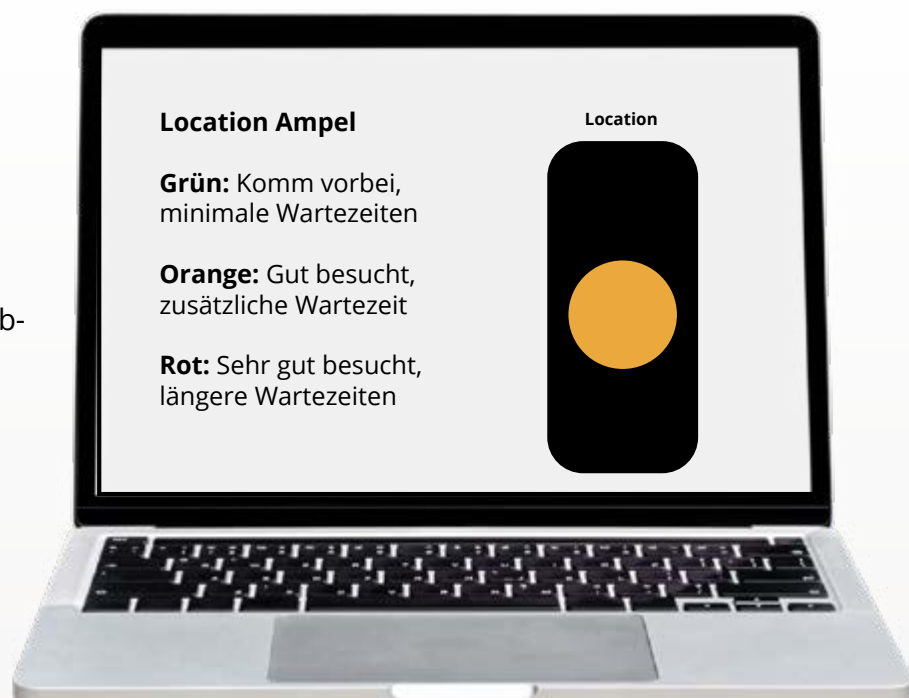 Location Ampel
Location
Grün: Komm vorbei,
minimale Wartezeiten
Orange: Gut besucht,
zusätzliche Wartezeit
b-
Rot: Sehr gut besucht,
längere Wartezeiten